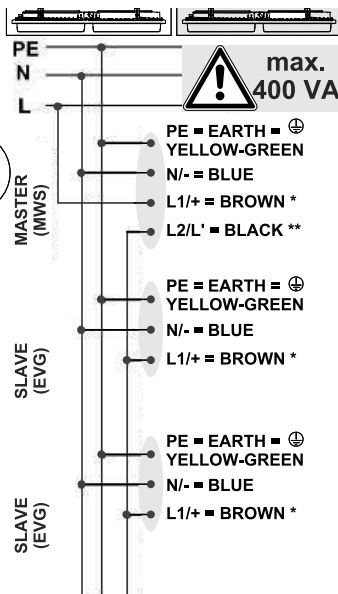 PE
N
L
max.
400 VA
MASTER
(MWS)
PE = EARTH =
YELLOW-GREEN
N/- = BLUE
L1/+ = BROWN *
L2/L' = BLACK **
SLAVE
(EVG)
PE = EARTH =
YELLOW-GREEN
N/- = BLUE
L1/+ = BROWN *
SLAVE
(EVG)
PE = EARTH =
YELLOW-GREEN
N/- = BLUE
L1/+ = BROWN *